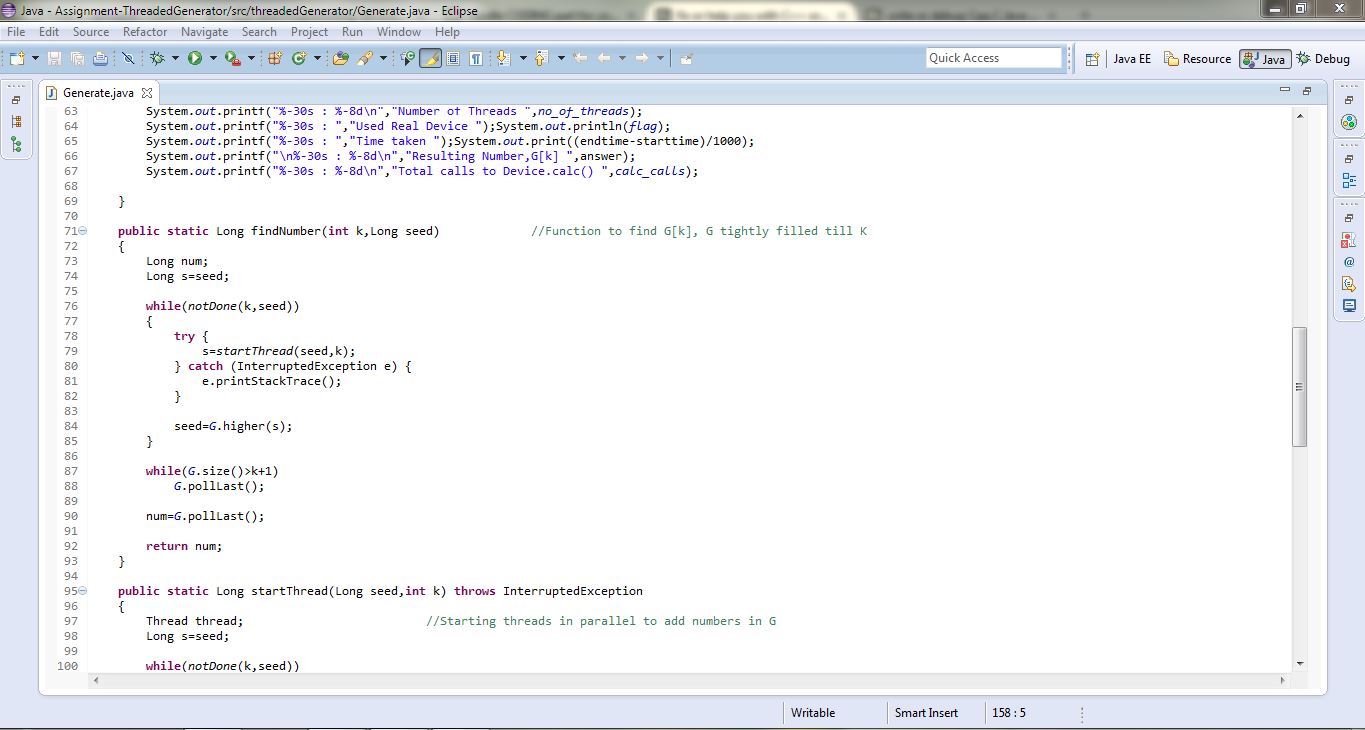 Java - Assignment-ThreadedGenerator/src/threadedGenerator/Generate.java - Eclipse
File Edit Source Refactor Navigate Search Project Run Window Help
Quick Access Java EE Resource Java Debug
Generate.java
63 System.out.printf("%-30s : %-8d\n","Number of Threads ",no_of_threads);
64 System.out.printf("%-30s : ","Used Real Device ");System.out.println(flag);
65 System.out.printf("%-30s : ","Time taken ");System.out.print((endtime-starttime)/1000);
66 System.out.printf("\n%-30s : %-8d\n","Resulting Number,G[k] ",answer);
67 System.out.printf("%-30s : %-8d\n","Total calls to Device.calc() ",calc_calls);
68
69 }
70
71 public static Long findNumber(int k,Long seed) //Function to find G[k], G tightly filled till K
72 {
73 Long num;
74 Long s=seed;
75
76 while(notDone(k,seed))
77 {
78 try {
79 s=startThread(seed,k);
80 } catch (InterruptedException e) {
81 e.printStackTrace();
82 }
83
84 seed=G.higher(s);
85 }
86
87 while(G.size()>k+1)
88 G.pollLast();
89
90 num=G.pollLast();
91
92 return num;
93 }
94
95 public static Long startThread(Long seed,int k) throws InterruptedException
96 {
97 Thread thread; //Starting threads in parallel to add numbers in G
98 Long s=seed;
99
100 while(notDone(k,seed))
Writable Smart Insert 158 : 5